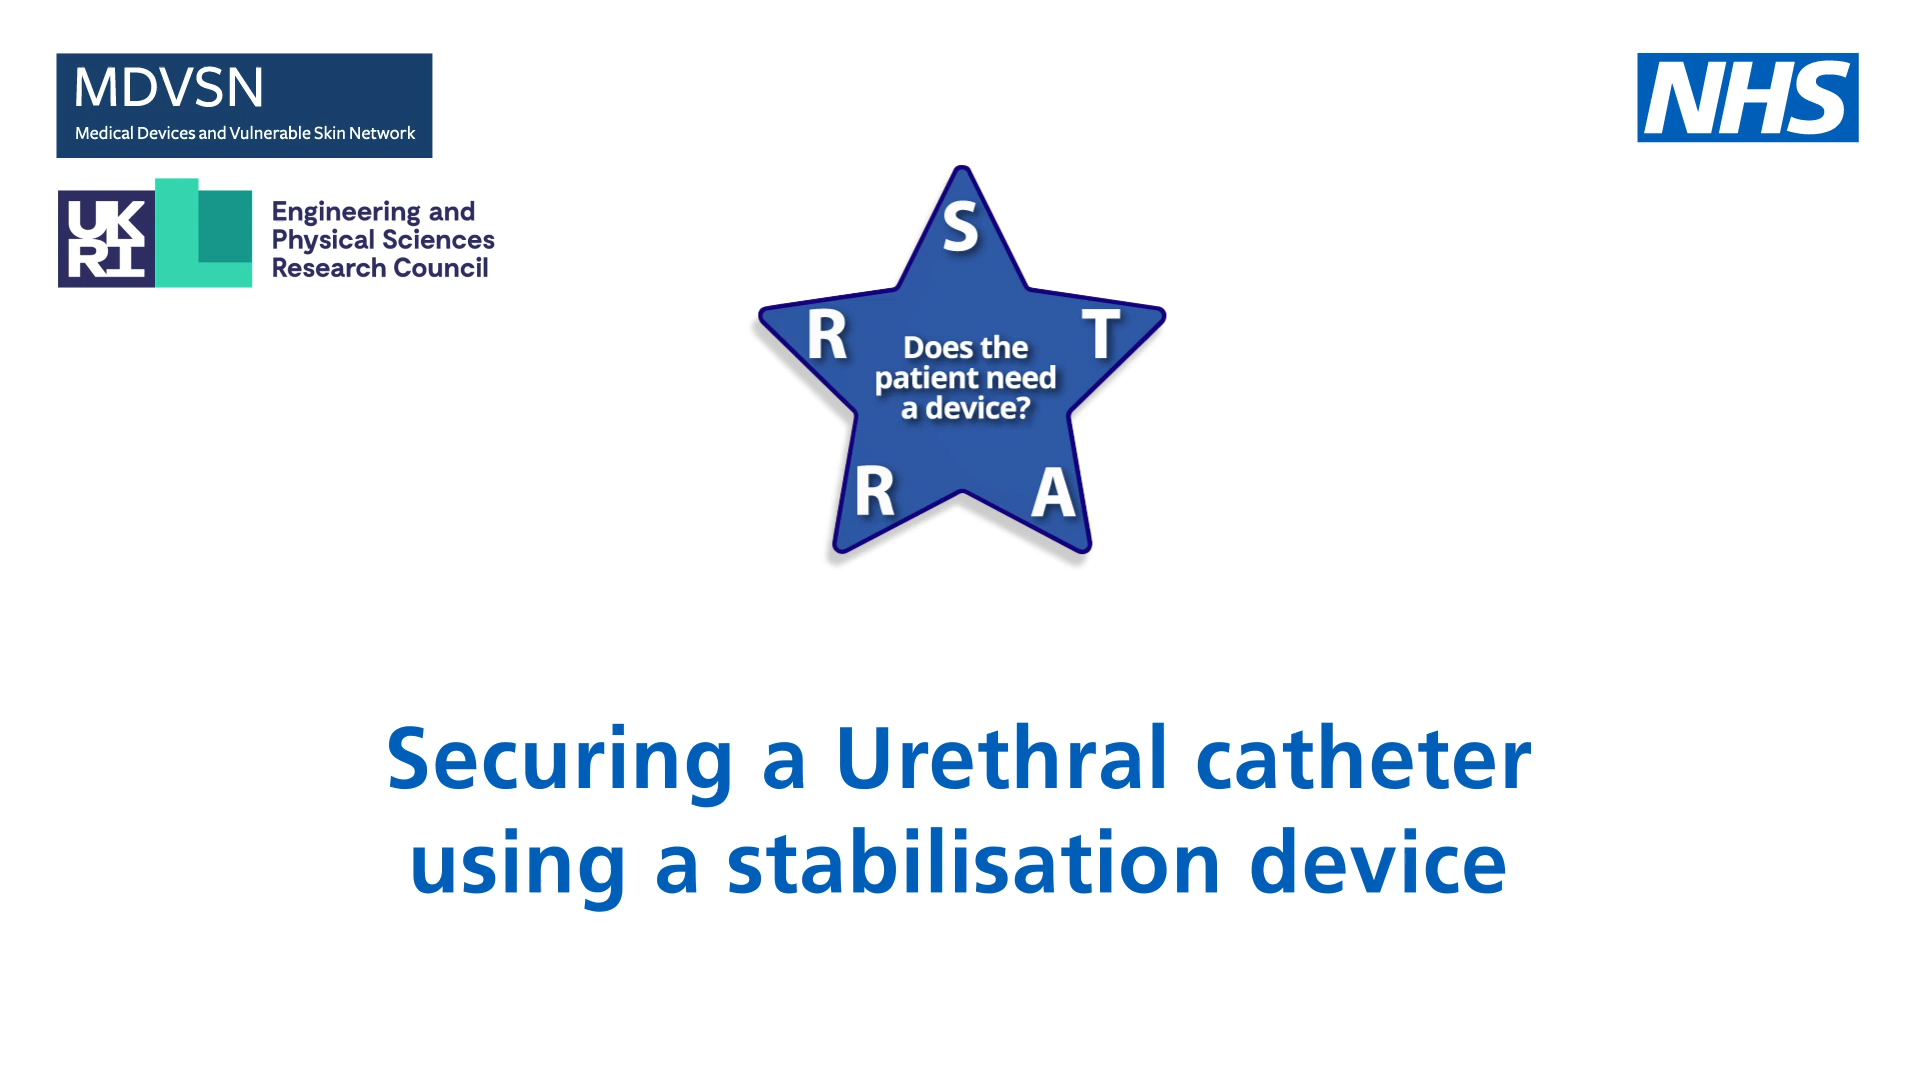 MDVSN
Medical Devices and Vulnerable Skin Network
UK
RI
Engineering and
Physical Sciences
Research Council
NHS
S
R
T
Does the
patient need
a device?
R
A
Securing a Urethral catheter
using a stabilisation device